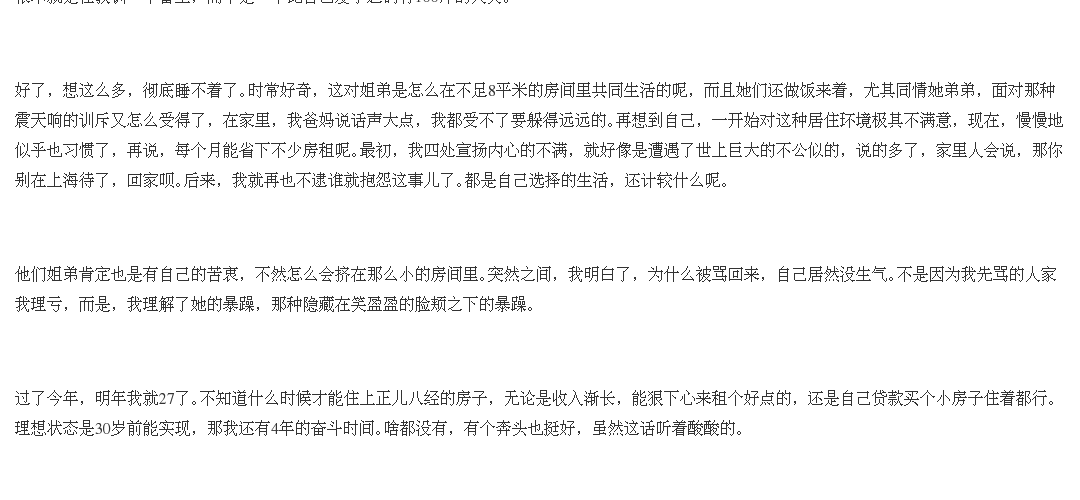 好了，想这么多，彻底睡不着了。时常好奇，这对姐弟是怎么在不足8平米的房间里共同生活的呢，而且她们还做饭来着，尤其同情她弟弟，面对那种
震天响的训斥又怎么受得了，在家里，我爸妈说话声大点，我都受不了要躲得远远的。再想到自己，一开始对这种居住环境极其不满意，现在，慢慢地
似乎也习惯了，再说，每个月能省下不少房租呢。最初，我四处宣扬内心的不满，就好像是遭遇了世上巨大的不公似的，说的多了，家里人会说，那你
别在上海待了，回家呗。后来，我就再也不逮谁就抱怨这事儿了。都是自己选择的生活，还计较什么呢。
他们姐弟肯定也是有自己的苦衷，不然怎么会挤在那么小的房间里。突然之间，我明白了，为什么被骂回来，自己居然没生气。不是因为我先骂的人家
我理亏，而是，我理解了她的暴躁，那种隐藏在笑盈盈的脸颊之下的暴躁。
过了今年，明年我就27了。不知道什么时候才能住上正儿八经的房子，无论是收入渐长，能狠下心来租个好点的，还是自己贷款买个小房子住着都行。
理想状态是30岁前能实现，那我还有4年的奋斗时间。啥都没有，有个奔头也挺好，虽然这话听着酸酸的。